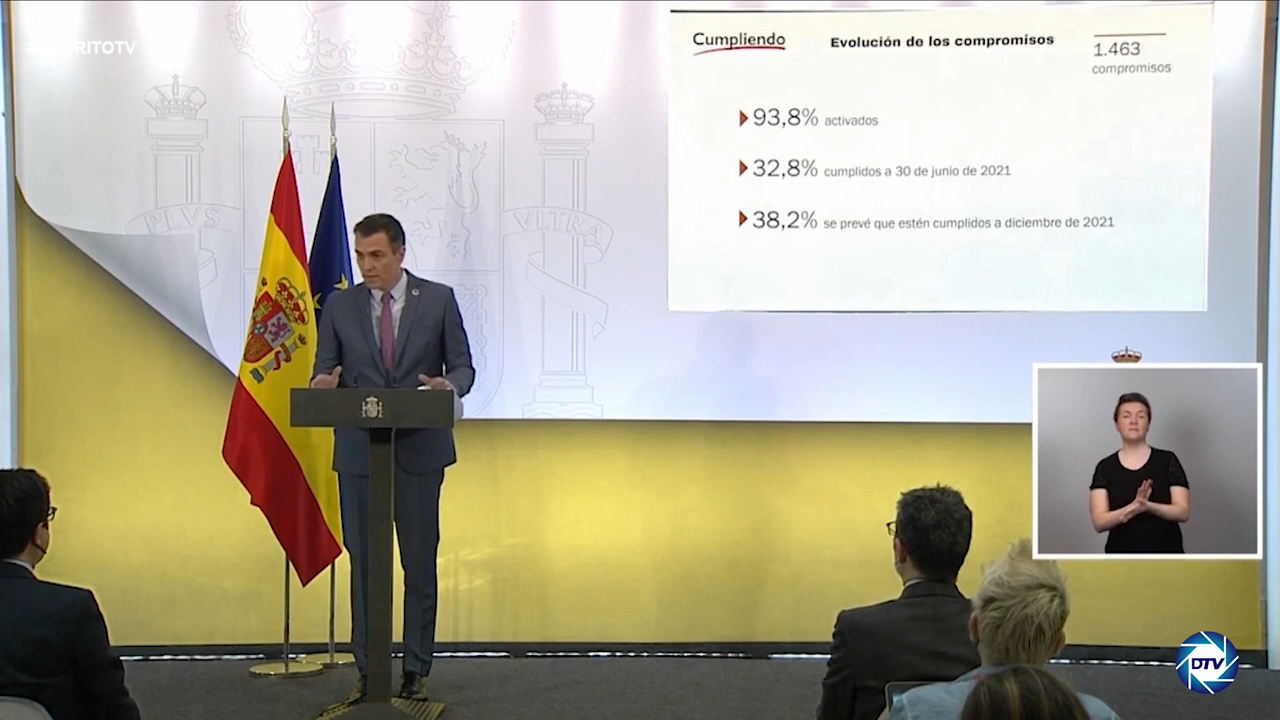 Cumpliendo
Evolución de los compromisos
1.463
compromisos
93,8% activados
32,8% cumplidos a 30 de junio de 2021
38,2% se prevé que estén cumplidos a diciembre de 2021
PLVS
VLTRA
DTV